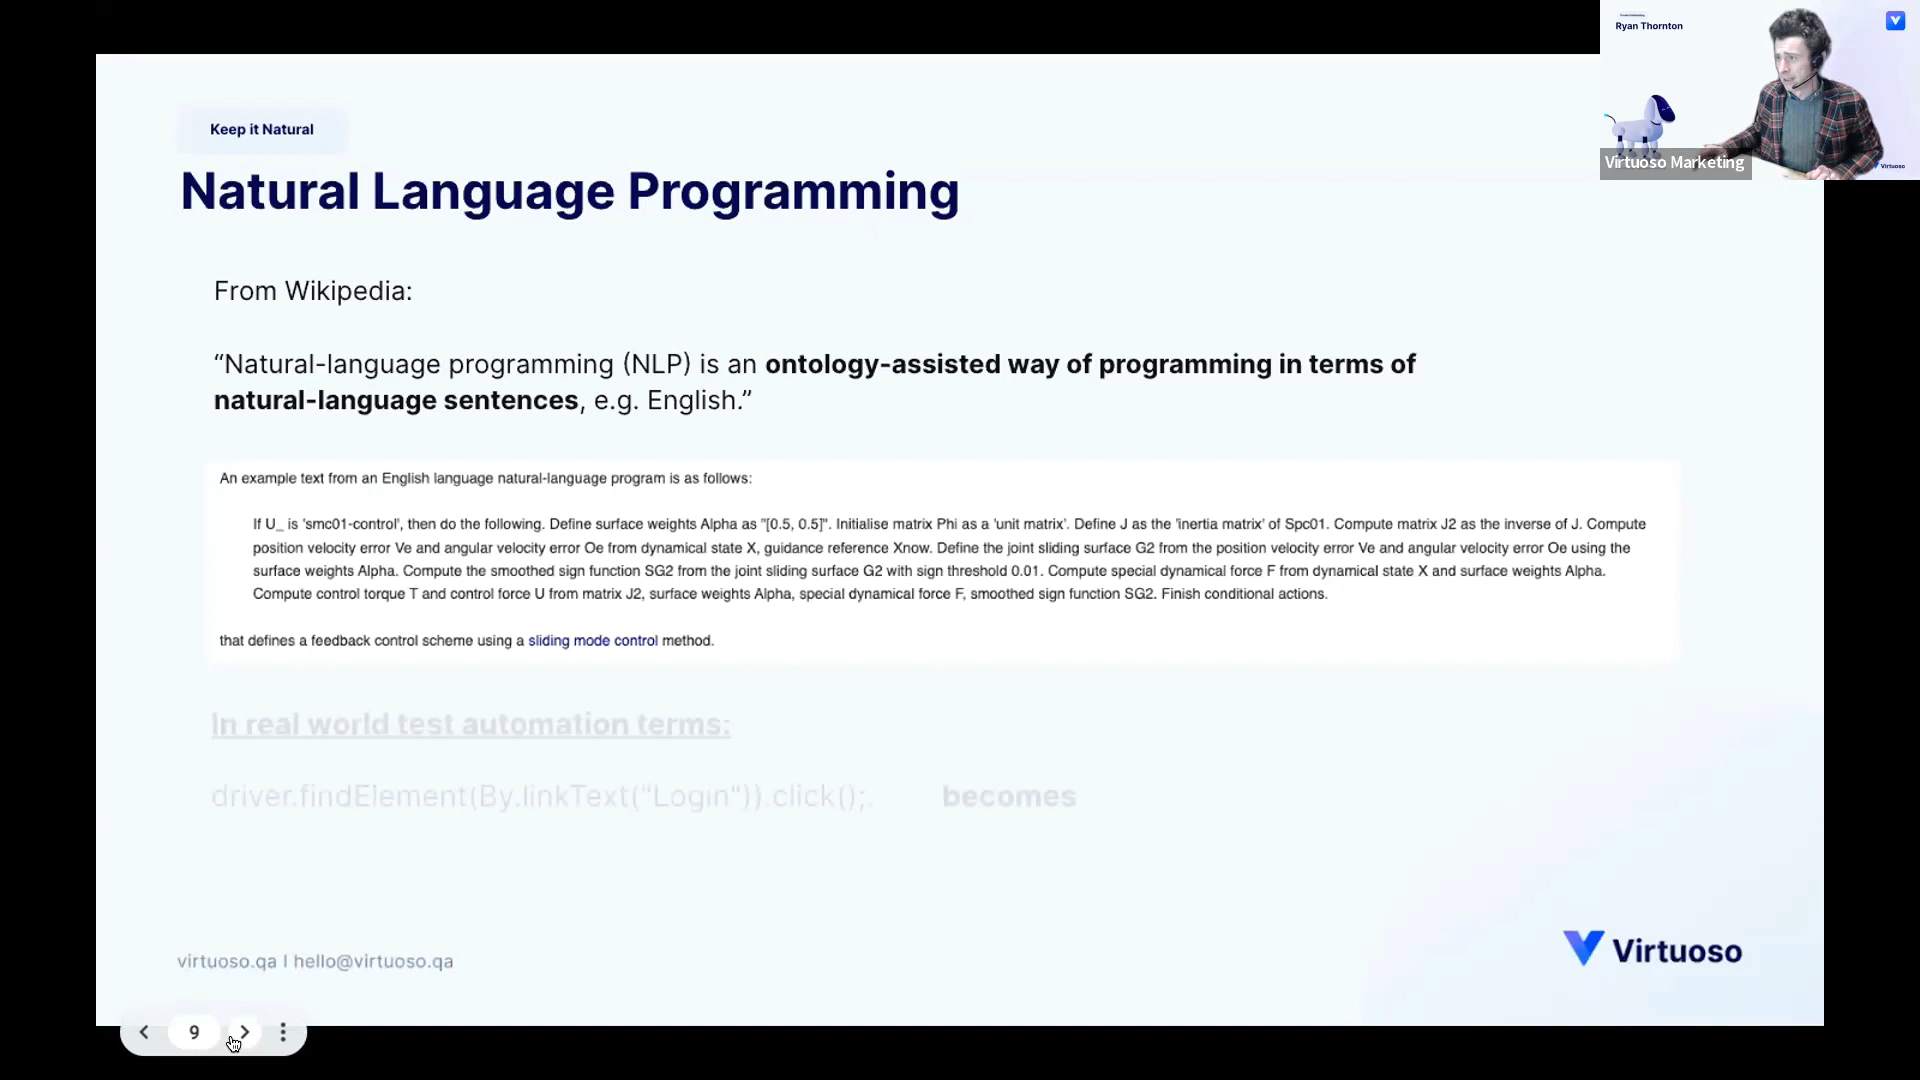 Ryan Thornton
Virtuoso Marketing
Virtuoso
Keep it Natural
Natural Language Programming
From Wikipedia:
“Natural-language programming (NLP) is an ontology-assisted way of programming in terms of
natural-language sentences, e.g. English.”
An example text from an English language natural-language program is as follows:
If U_ is 'smc01-control', then do the following. Define surface weights Alpha as "[0.5, 0.5]". Initialise matrix Phi as a 'unit matrix'. Define J as the 'inertia matrix' of Spc01. Compute matrix J2 as the inverse of J. Compute
position velocity error Ve and angular velocity error Oe from dynamical state X, guidance reference Xnow. Define the joint sliding surface G2 from the position velocity error Ve and angular velocity error Oe using the
surface weights Alpha. Compute the smoothed sign function SG2 from the joint sliding surface G2 with sign threshold 0.01. Compute special dynamical force F from dynamical state X and surface weights Alpha.
Compute control torque T and control force U from matrix J2, surface weights Alpha, special dynamical force F, smoothed sign function SG2. Finish conditional actions.
that defines a feedback control scheme using a sliding mode control method.
In real world test automation terms:
driver.findElement(By.linkText("Login")).click();. becomes
virtuoso.qa I hello@virtuoso.qa
Virtuoso
9